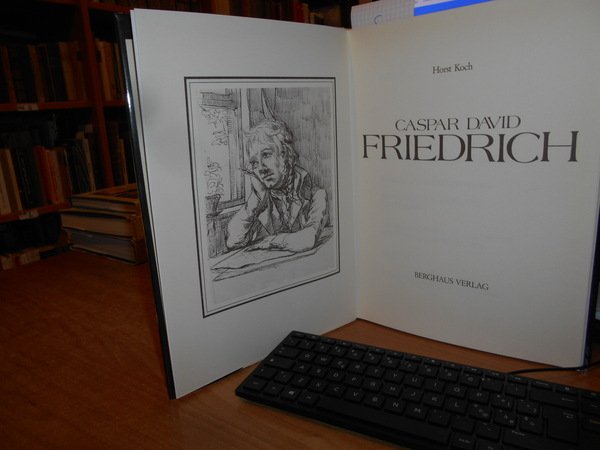 Horst Koch
CASPAR DAVID
FRIEDRICH
BERGHAUS VERLAG